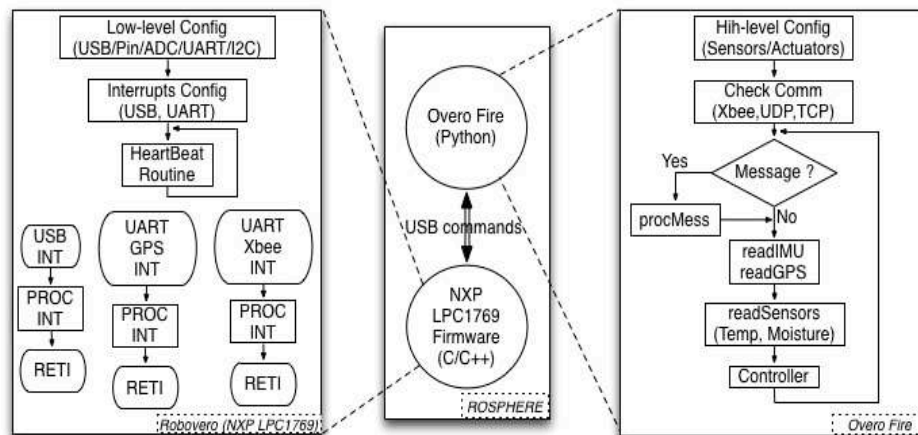 Low-level Config
(USB/Pin/ADC/UART/I2C)
Interrupts Config
(USB, UART)
HeartBeat
Routine
USB
INT
PROC
INT
RETI
UART
GPS
INT
PROC
INT
RETI
UART
Xbee
INT
PROC
INT
RETI
Robovero (NXP LPC1769)
Overo Fire
(Python)
USB commands
NXP
LPC1769
Firmware
(C/C++)
ROSPHERE
Hih-level Config
(Sensors/Actuators)
Check Comm
(Xbee,UDP,TCP)
Message ?
Yes
procMess
No
readIMU
readGPS
readSensors
(Temp, Moisture)
Controller
Overo Fire